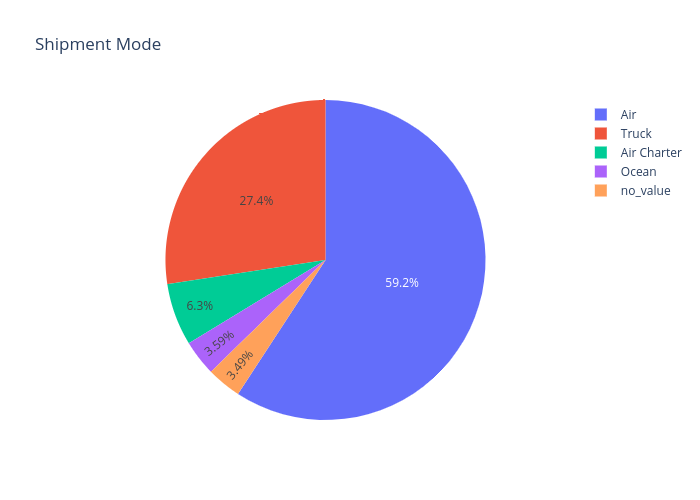 Shipment Mode
Air
Truck
Air Charter
Ocean
no_value
27.4%
59.2%
6.3%
3.59%
3.49%